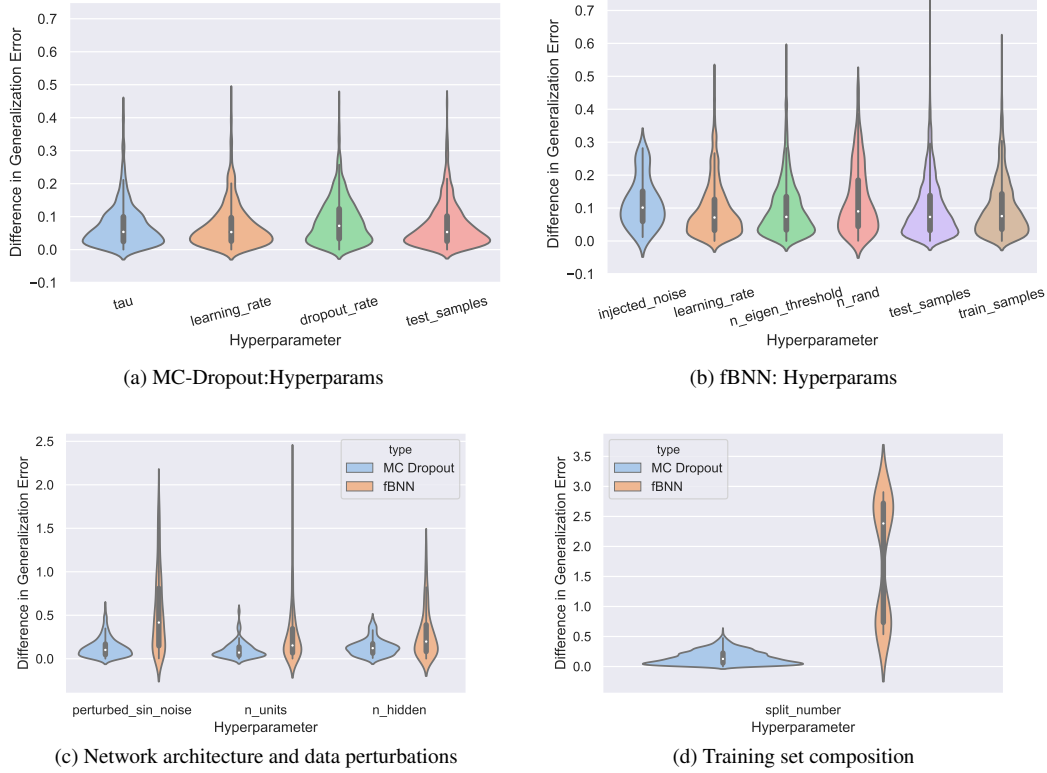 Difference in Generalization Error
0.7
0.6
0.5
0.4
0.3
0.2
0.1
0.0
−0.1
tau
learning_rate
dropout_rate
test_samples
Hyperparameter
(a) MC-Dropout:Hyperparams
Difference in Generalization Error
0.7
0.6
0.5
0.4
0.3
0.2
0.1
0.0
−0.1
injected_noise
learning_rate
n_eigen_threshold
n_rand
test_samples
train_samples
Hyperparameter
(b) fBNN: Hyperparams
Difference in Generalization Error
2.5
2.0
1.5
1.0
0.5
0.0
type
MC Dropout
fBNN
perturbed_sin_noise
n_units
n_hidden
Hyperparameter
(c) Network architecture and data perturbations
Difference in Generalization Error
3.5
3.0
2.5
2.0
1.5
1.0
0.5
0.0
type
MC Dropout
fBNN
split_number
Hyperparameter
(d) Training set composition